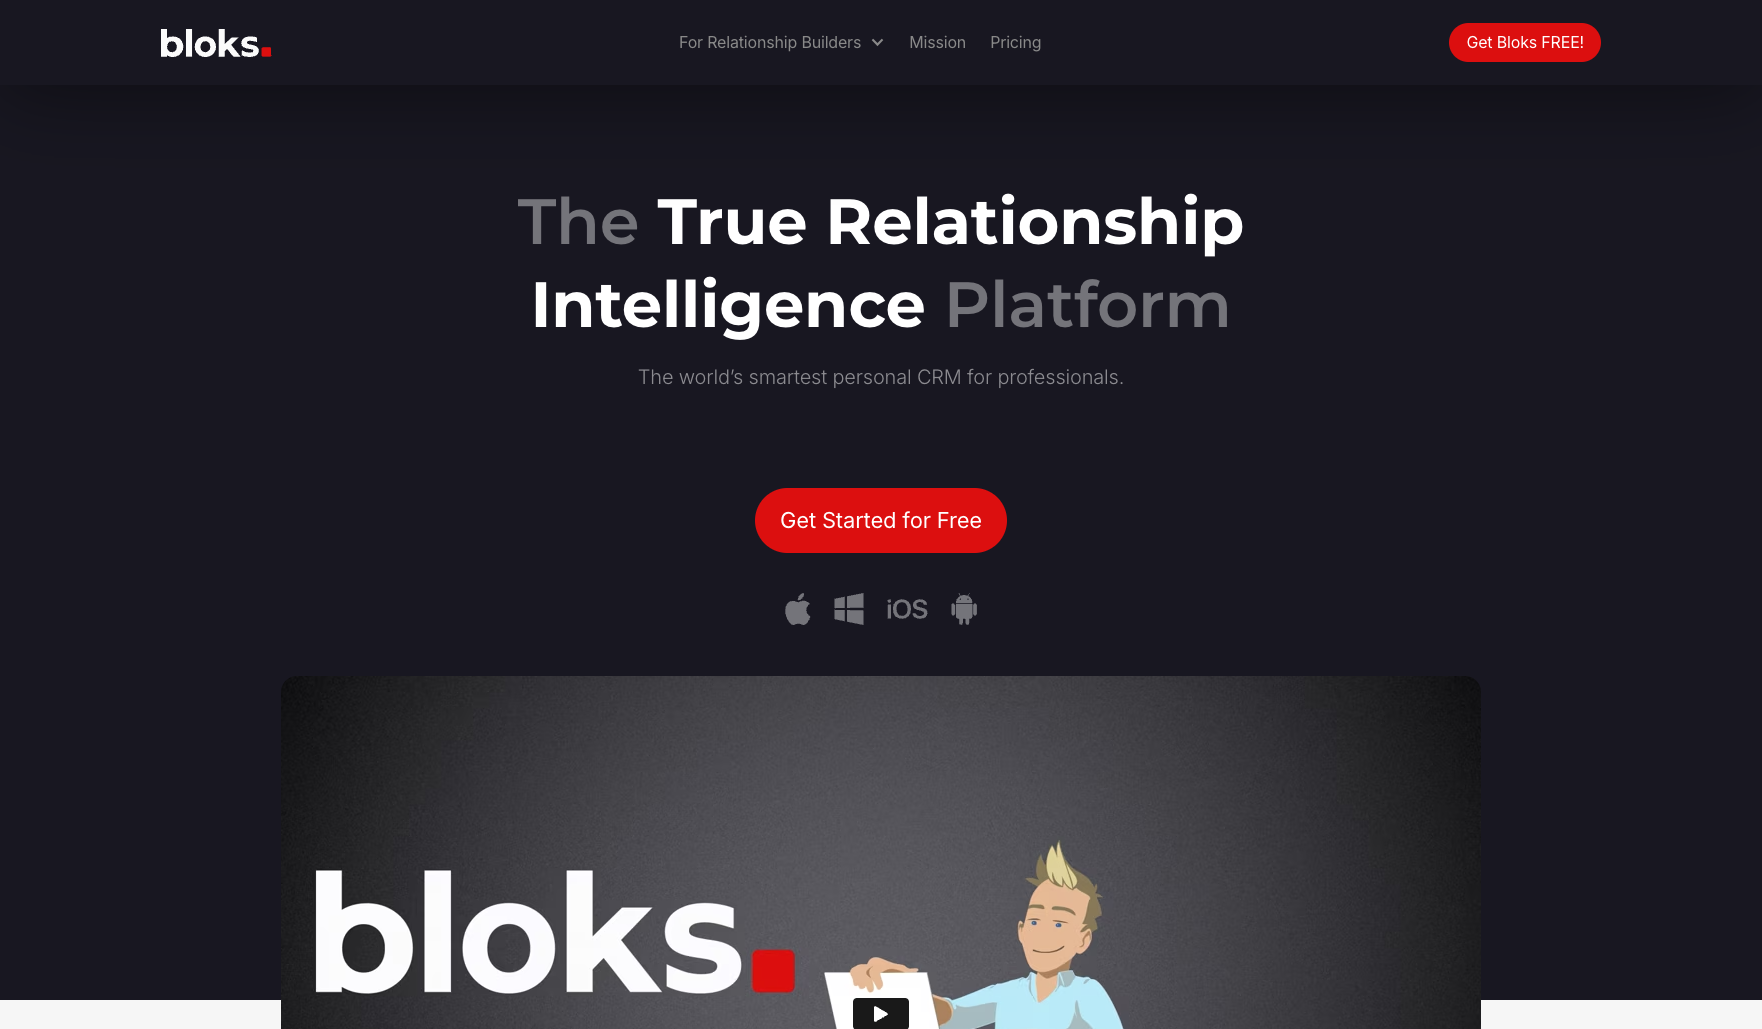 bloks.
For Relationship Builders
Mission
Pricing
Get Bloks FREE!
The True Relationship
Intelligence Platform
The world’s smartest personal CRM for professionals.
Get Started for Free
iOS
bloks.